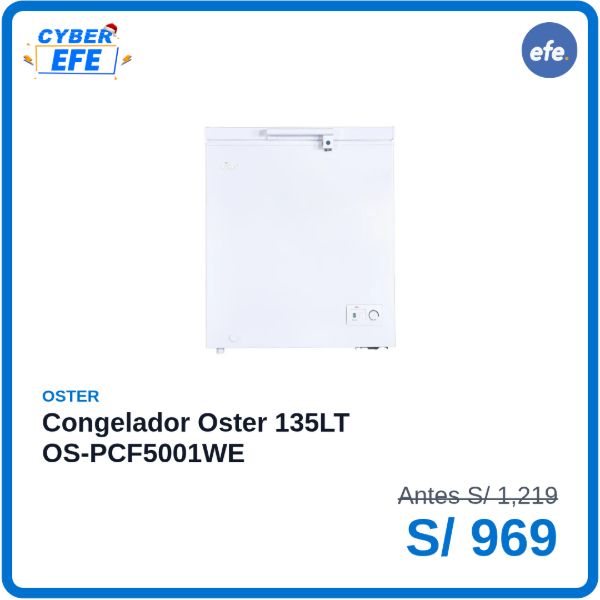 CYBER
EFE
efe.
OSTER
Congelador Oster 135LT
OS-PCF5001WE
Antes S/ 1,219
S/ 969